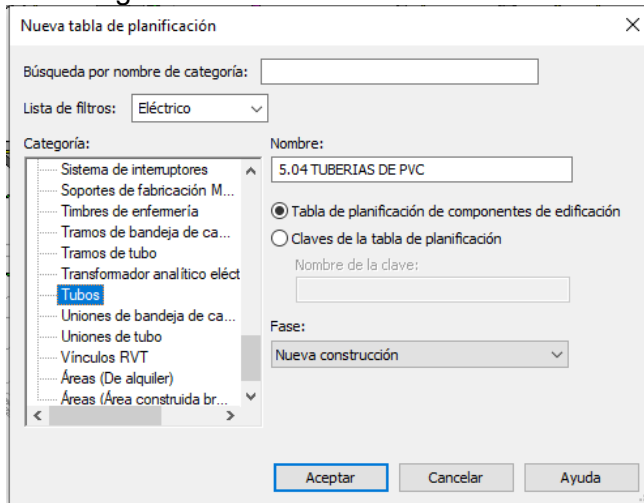 Nueva tabla de planificación
Búsqueda por nombre de categoría:
Lista de filtros: Eléctrico
Categoría:
Sistema de interruptores
Soportes de fabricación M...
Timbres de enfermería
Tramos de bandeja de ca...
Tramos de tubo
Transformador analítico eléct
Tubos
Uniones de bandeja de ca...
Uniones de tubo
Vínculos RVT
Áreas (De alquiler)
Áreas (Área construida br...
Nombre:
5.04 TUBERIAS DE PVC
Tabla de planificación de componentes de edificación
Claves de la tabla de planificación
Nombre de la clave:
Fase:
Nueva construcción
Aceptar
Cancelar
Ayuda